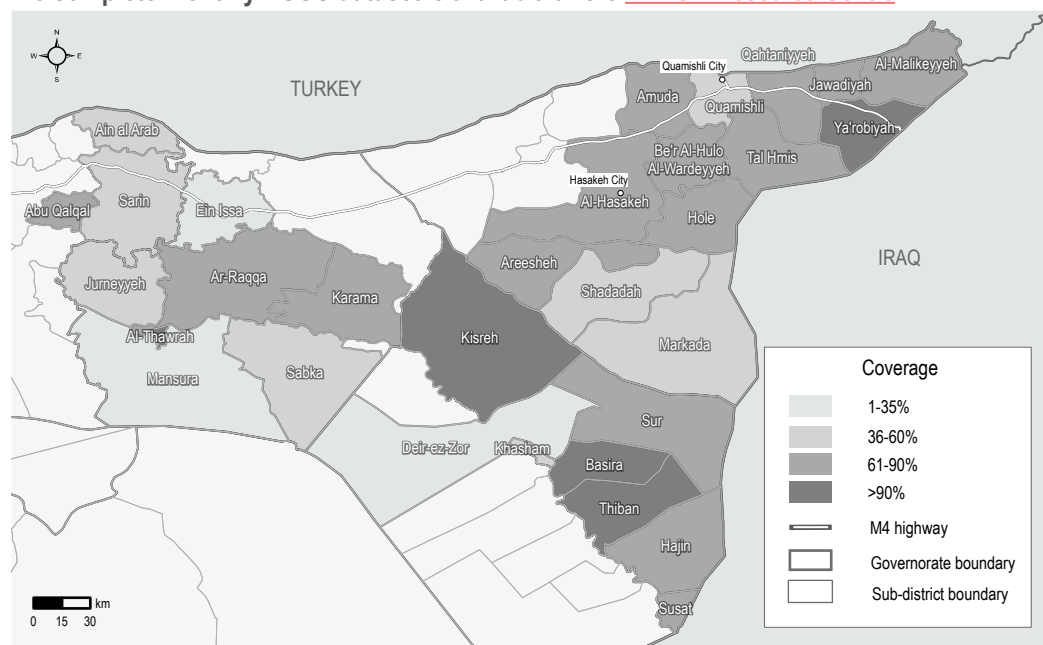 N
W
E
S
TURKEY
IRAQ
Qahtaniyyeh
Quamishli City
Al-Malikeyyeh
Jawadiyah
Amuda
Quamishli
Ya'robiyah
Ain al Arab
Be'r Al-Hulo
Al-Wardeyyeh
Tal Hmis
Hasakeh City
Al-Hasakeh
Sarin
Abu Qalqal
Ein Issa
Hole
Areesheh
Ar-Raqqa
Jurneyyeh
Karama
Shadadah
Al-Thawrah
Kisreh
Markada
Mansura
Sabka
Sur
Deir-ez-Zor
Khasham
Basira
Thiban
Hajin
Susat
Coverage
1-35%
36-60%
61-90%
>90%
M4 highway
Governorate boundary
Sub-district boundary
km
0 15 30